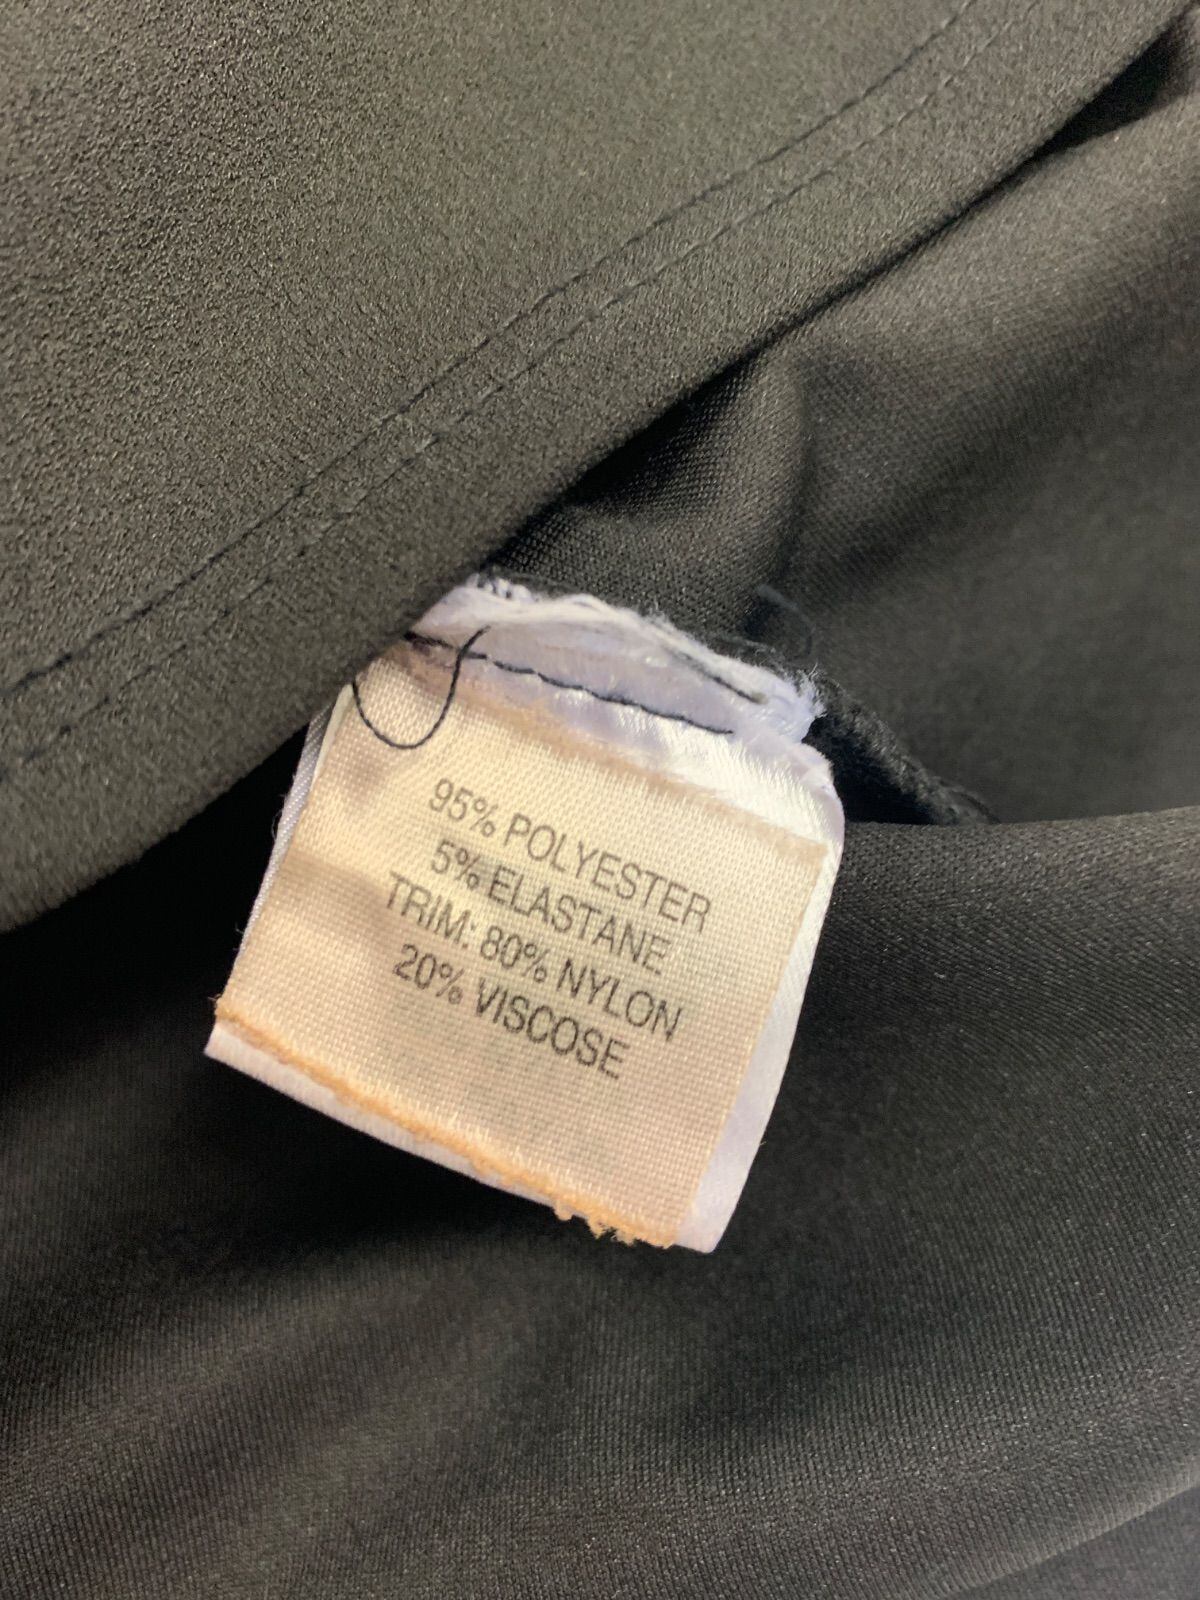 95% POLYESTER
5% ELASTANE
TRIM: 80% NYLON
20% VISCOSE